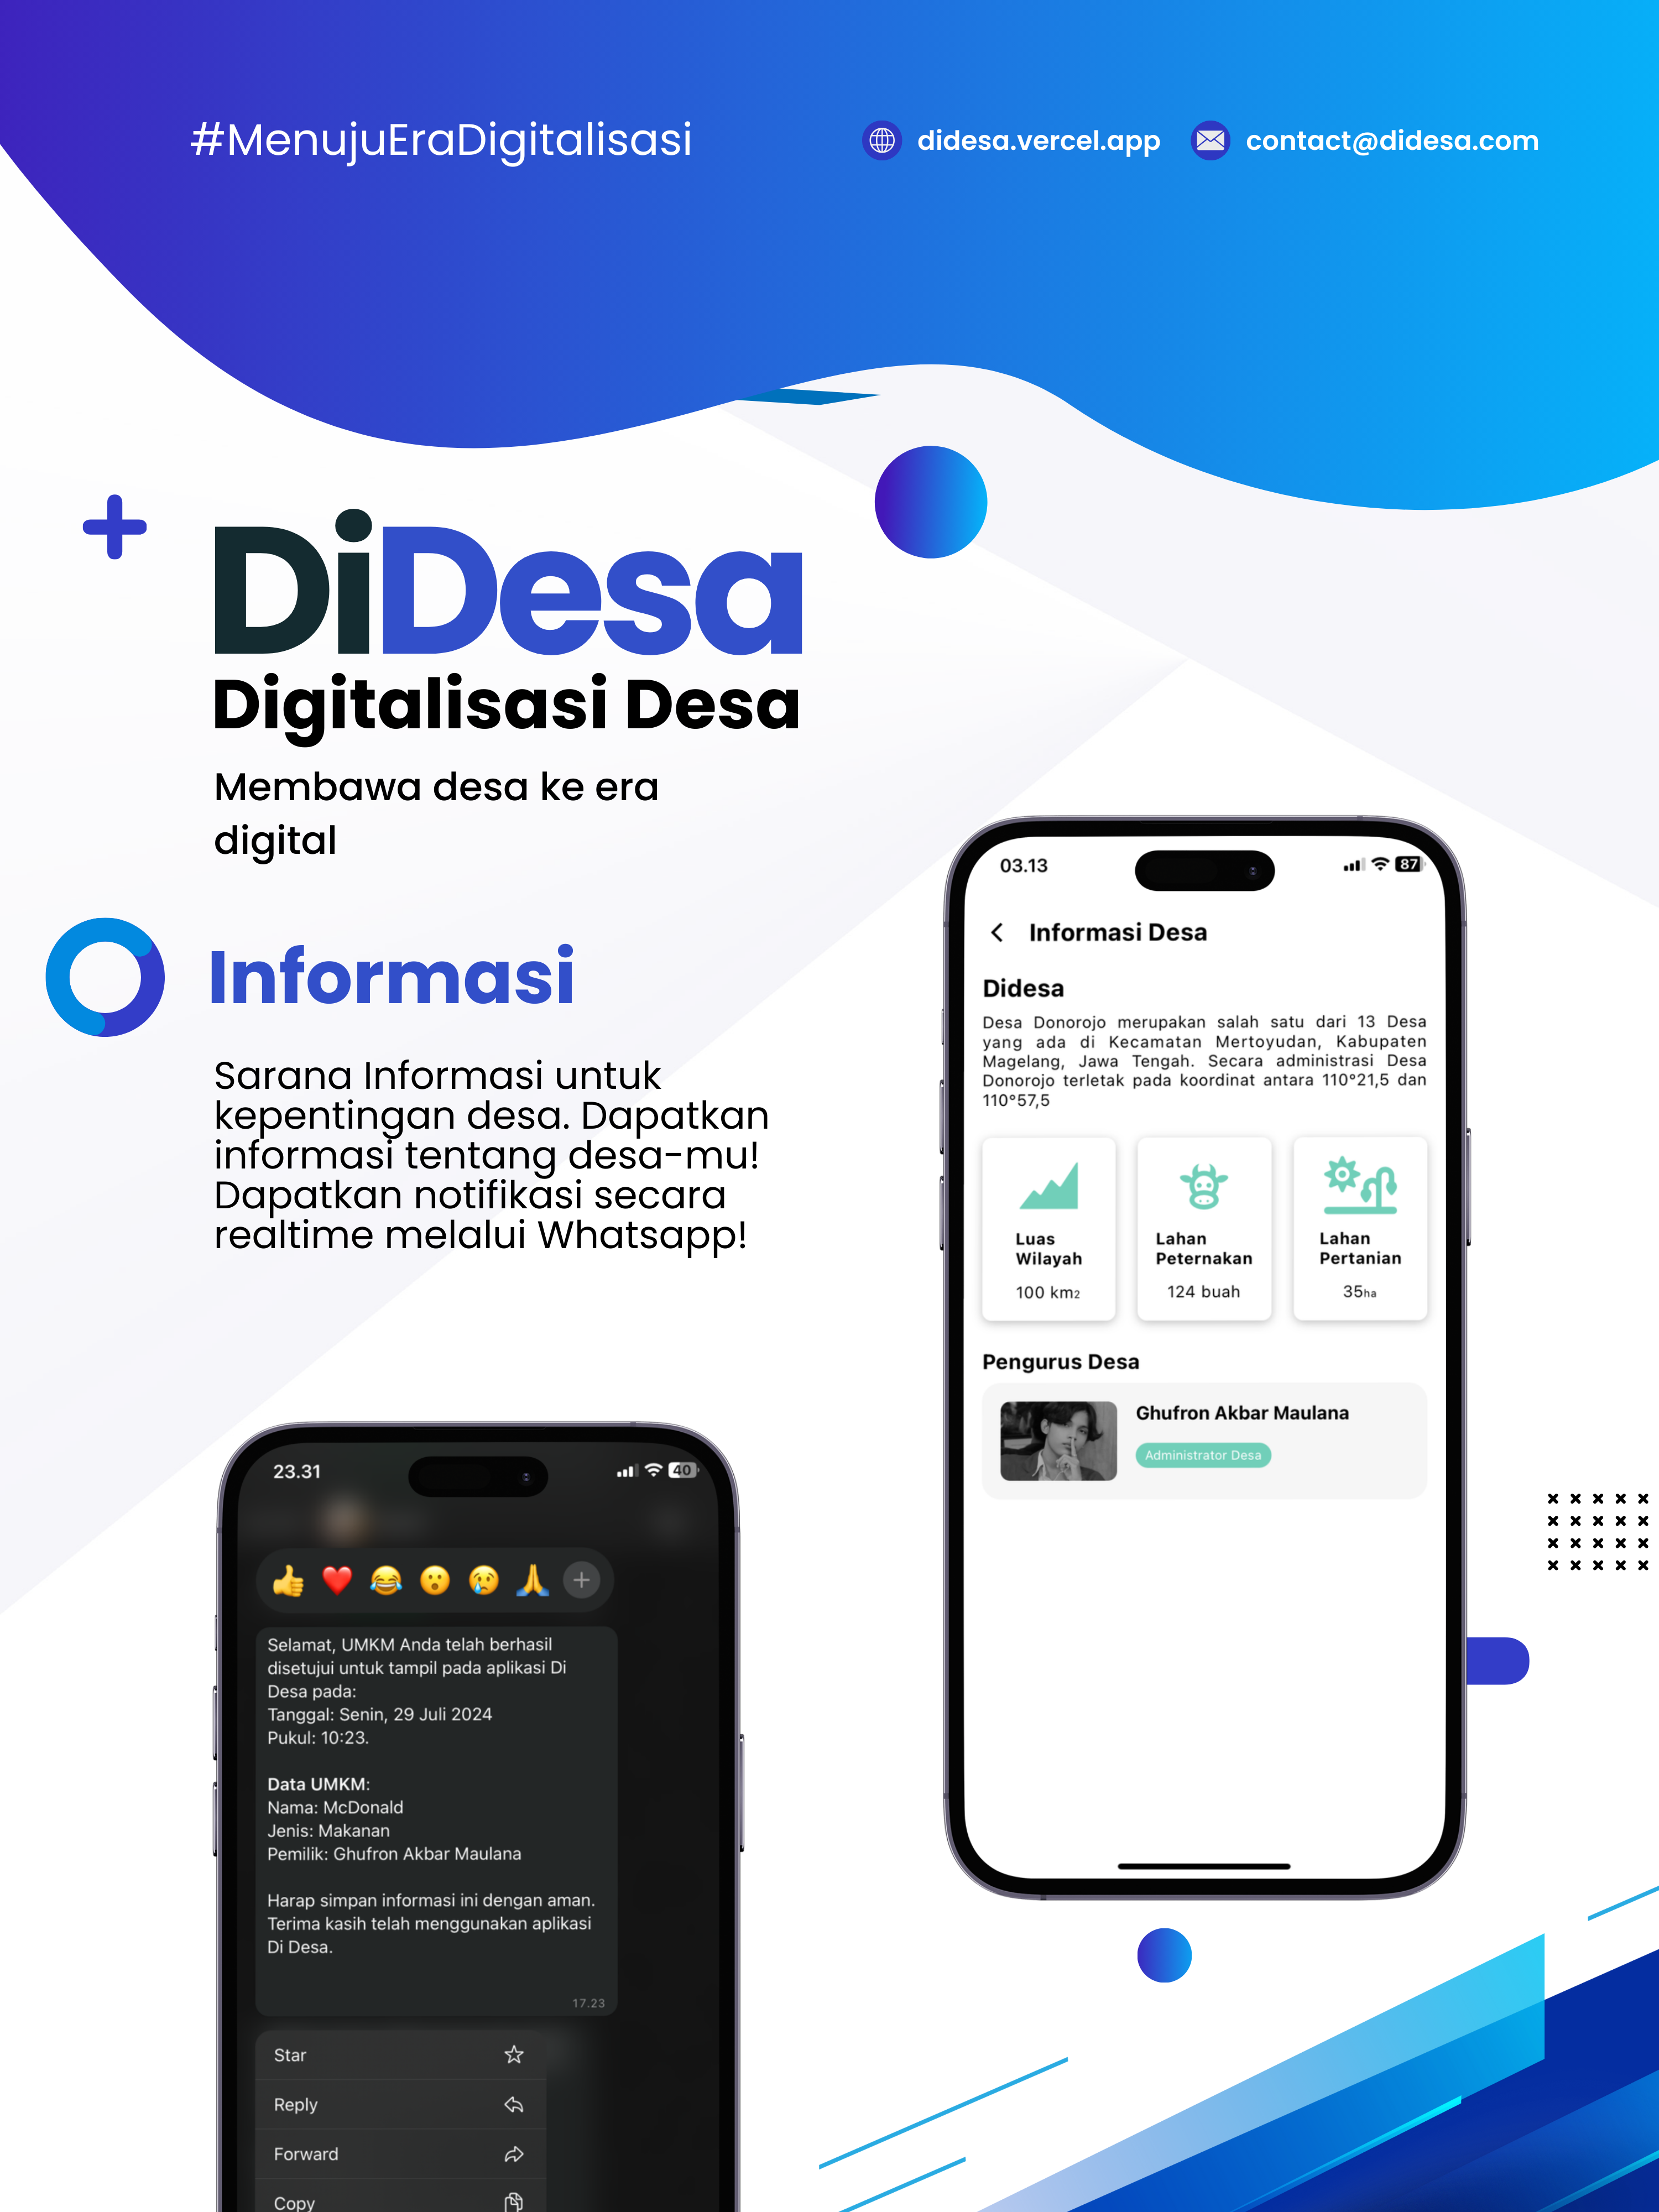 #MenujuEraDigitalisasi
didesa.vercel.app
contact@didesa.com
DiDesa
Digitalisasi Desa
Membawa desa ke era
digital
Informasi
Sarana Informasi untuk
kepentingan desa. Dapatkan
informasi tentang desa-mu!
Dapatkan notifikasi secara
realtime melalui Whatsapp!
03.13
87
Informasi Desa
Didesa
Desa Donorojo merupakan salah satu dari 13 Desa
yang ada di Kecamatan Mertoyudan, Kabupaten
Magelang, Jawa Tengah. Secara administrasi Desa
Donorojo terletak pada koordinat antara 110°21,5 dan
110°57,5
Luas
Wilayah
100 km2
Lahan
Peternakan
124 buah
Lahan
Pertanian
35ha
Pengurus Desa
Ghufron Akbar Maulana
Administrator Desa
23.31
40
Selamat, UMKM Anda telah berhasil
disetujui untuk tampil pada aplikasi Di
Desa pada:
Tanggal: Senin, 29 Juli 2024
Pukul: 10:23.
Data UMKM:
Nama: McDonald
Jenis: Makanan
Pemilik: Ghufron Akbar Maulana
Harap simpan informasi ini dengan aman.
Terima kasih telah menggunakan aplikasi
Di Desa.
17.23
Star
Reply
Forward
Copy